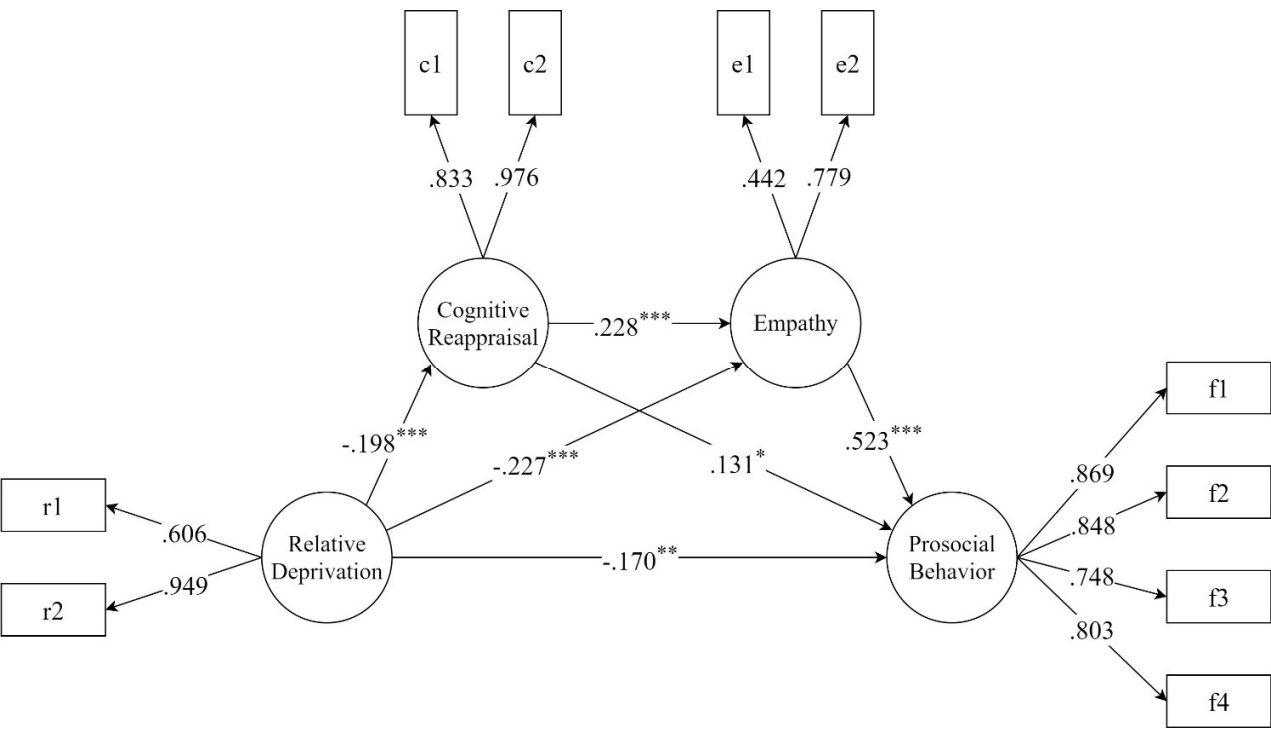 c1
c2
e1
e2
.833
.976
.442
.779
Cognitive
Reappraisal
.228***
Empathy
f1
-.198***
-.227***
.131*
.523***
.869
r1
f2
.606
.848
Relative
Deprivation
-.170**
Prosocial
Behavior
.949
.748
r2
f3
.803
f4